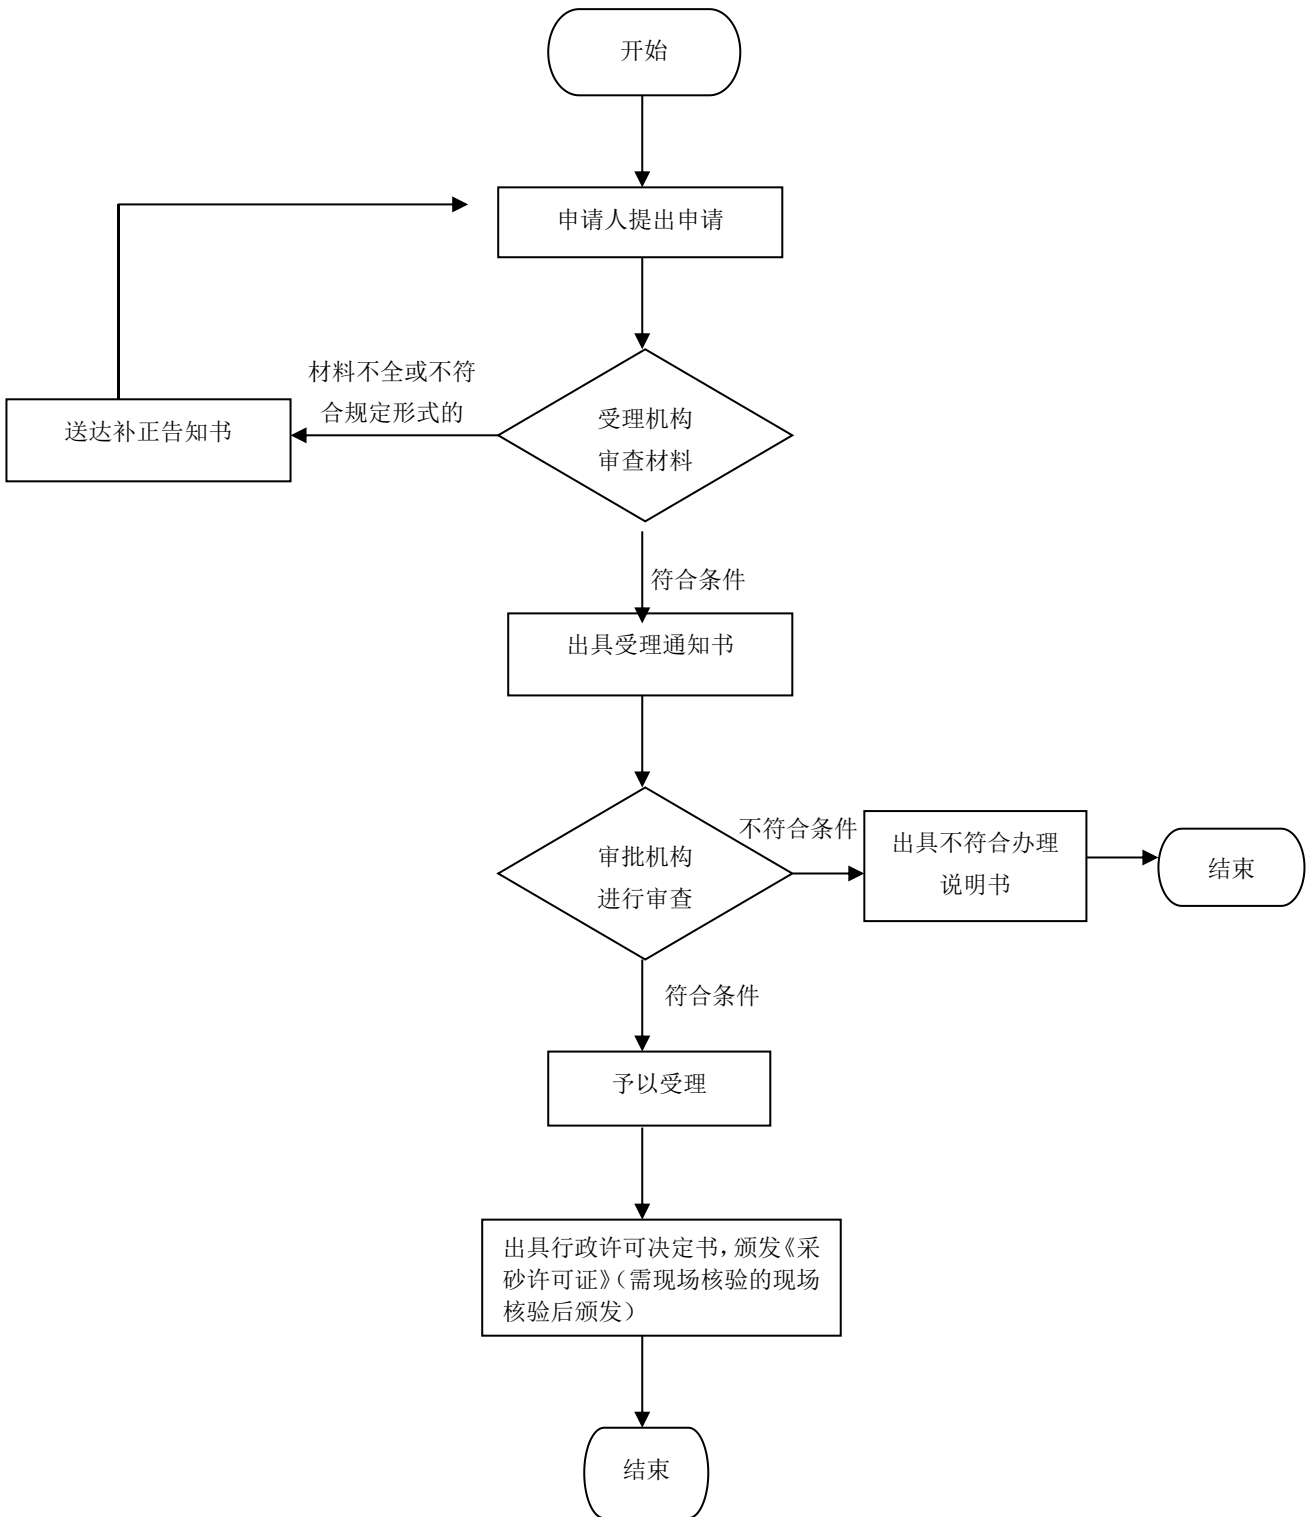 开始
申请人提出申请
材料不全或不符
合规定形式的
送达补正告知书
受理机构
审查材料
符合条件
出具受理通知书
审批机构
进行审查
不符合条件
出具不符合办理
说明书
结束
符合条件
予以受理
出具行政许可决定书，颁发《采
砂许可证》（需现场核验的现场
核验后颁发）
结束